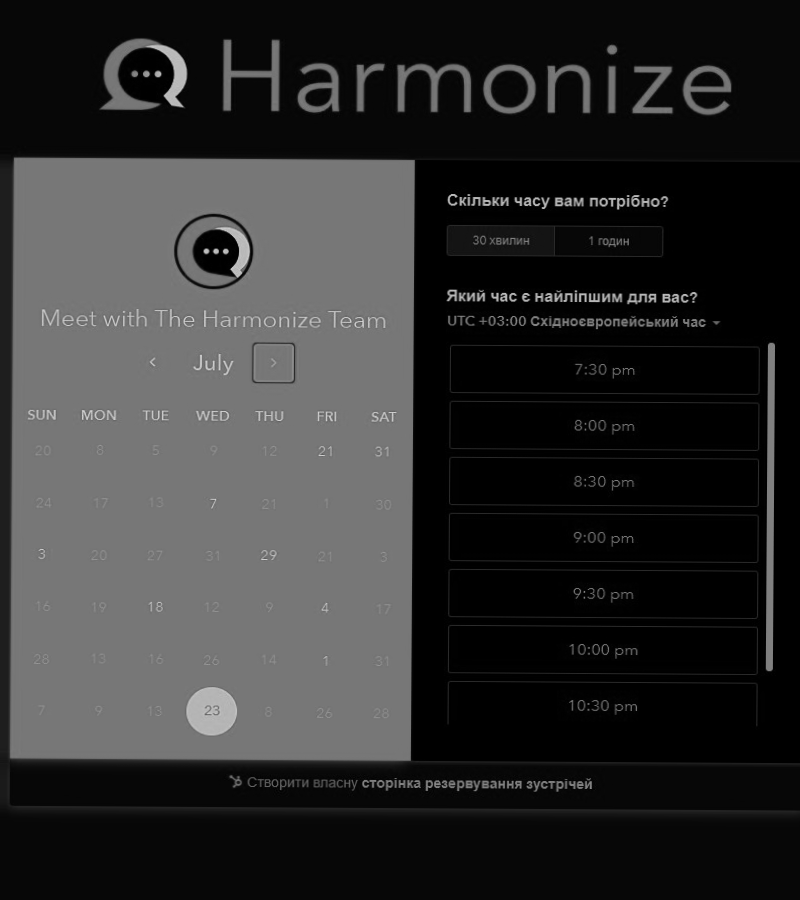 Harmonize
Meet with The Harmonize Team
July
SUN MON TUE WED THU FRI SAT
20 8 5 9 12 21 31
24 17 13 7 21 1 30
3 20 27 31 29 21 3
16 19 18 12 9 4 17
28 13 16 26 14 1 31
7 9 13 23 8 26 28
Скільки часу вам потрібно?
30 хвилин 1 годин
Який час є найліпшим для вас?
UTC +03:00 Східноєвропейський час
7:30 pm
8:00 pm
8:30 pm
9:00 pm
9:30 pm
10:00 pm
10:30 pm
Створити власну сторінка резервування зустрічей